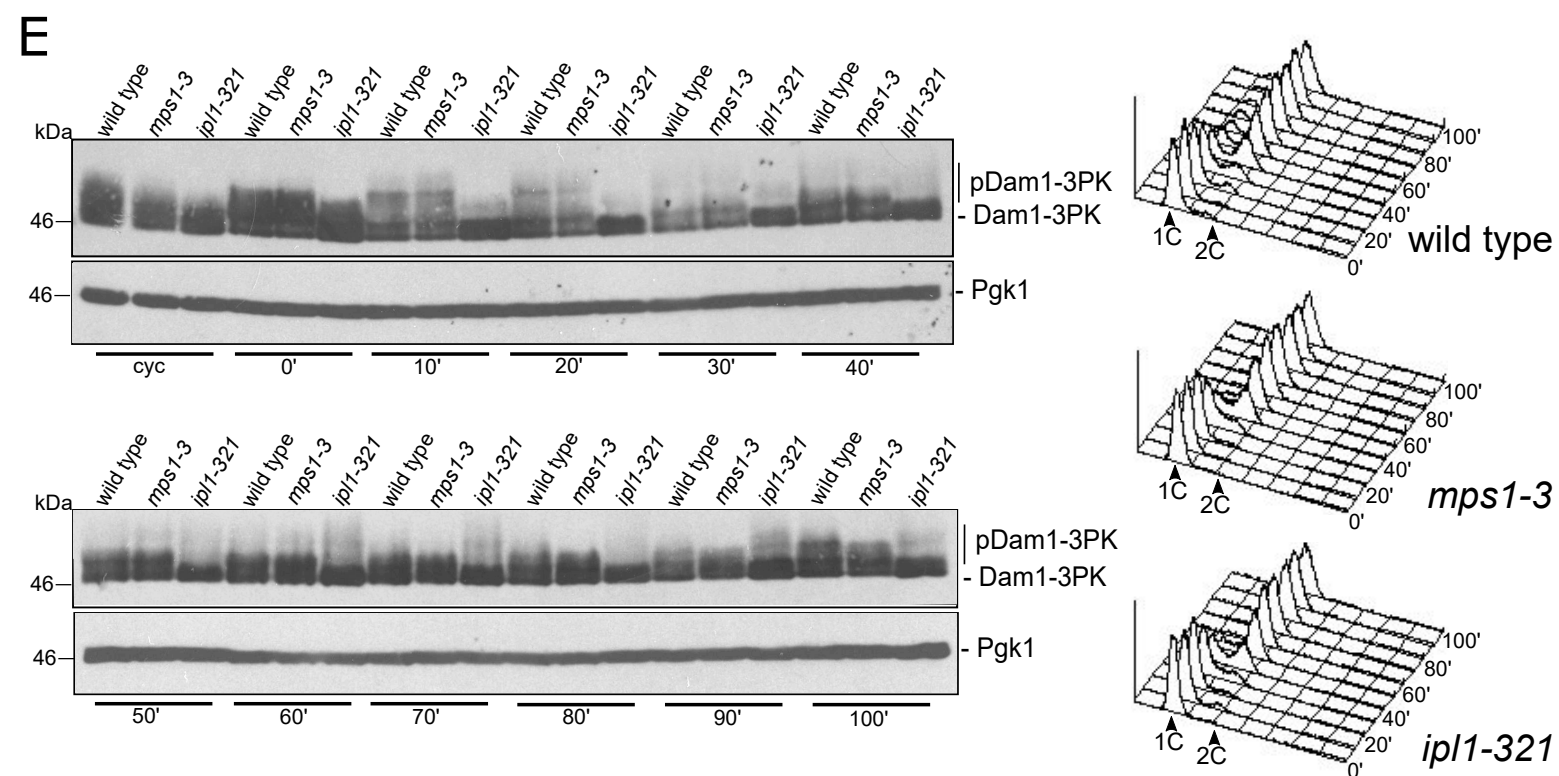 E
wild type mps1-3 ipl1-321 wild type mps1-3 ipl1-321 wild type mps1-3 ipl1-321 wild type mps1-3 ipl1-321 wild type mps1-3 ipl1-321 wild type mps1-3 ipl1-321
kDa
pDam1-3PK
46 - Dam1-3PK
46 - Pgk1
cyc 0' 10' 20' 30' 40'
wild type mps1-3 ipl1-321 wild type mps1-3 ipl1-321 wild type mps1-3 ipl1-321 wild type mps1-3 ipl1-321 wild type mps1-3 ipl1-321 wild type mps1-3 ipl1-321
kDa
pDam1-3PK
46 - Dam1-3PK
46 - Pgk1
50' 60' 70' 80' 90' 100'
100'
80'
60'
40'
20'
0'
1C 2C
wild type
100'
80'
60'
40'
20'
0'
1C 2C
mps1-3
100'
80'
60'
40'
20'
0'
1C 2C
ipl1-321